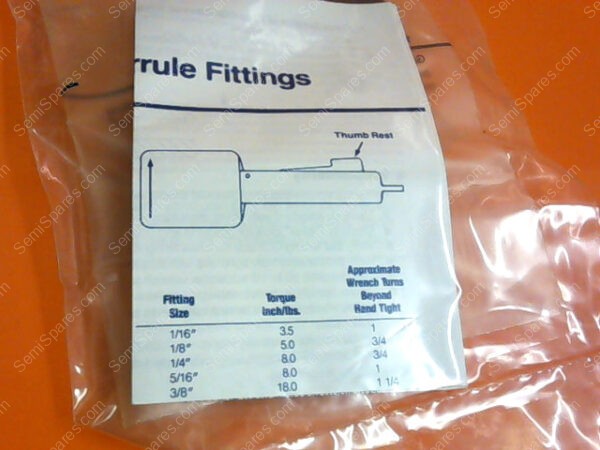 rrule Fittings
Thumb Rest
Fitting Size Torque Inch/lbs. Approximate Wrench Turns Beyond Hand Tight
1/16" 3.5 1
1/8" 5.0 3/4
1/4" 8.0 3/4
5/16" 8.0 1
3/8" 18.0 1 1/4
SemiSpares.com